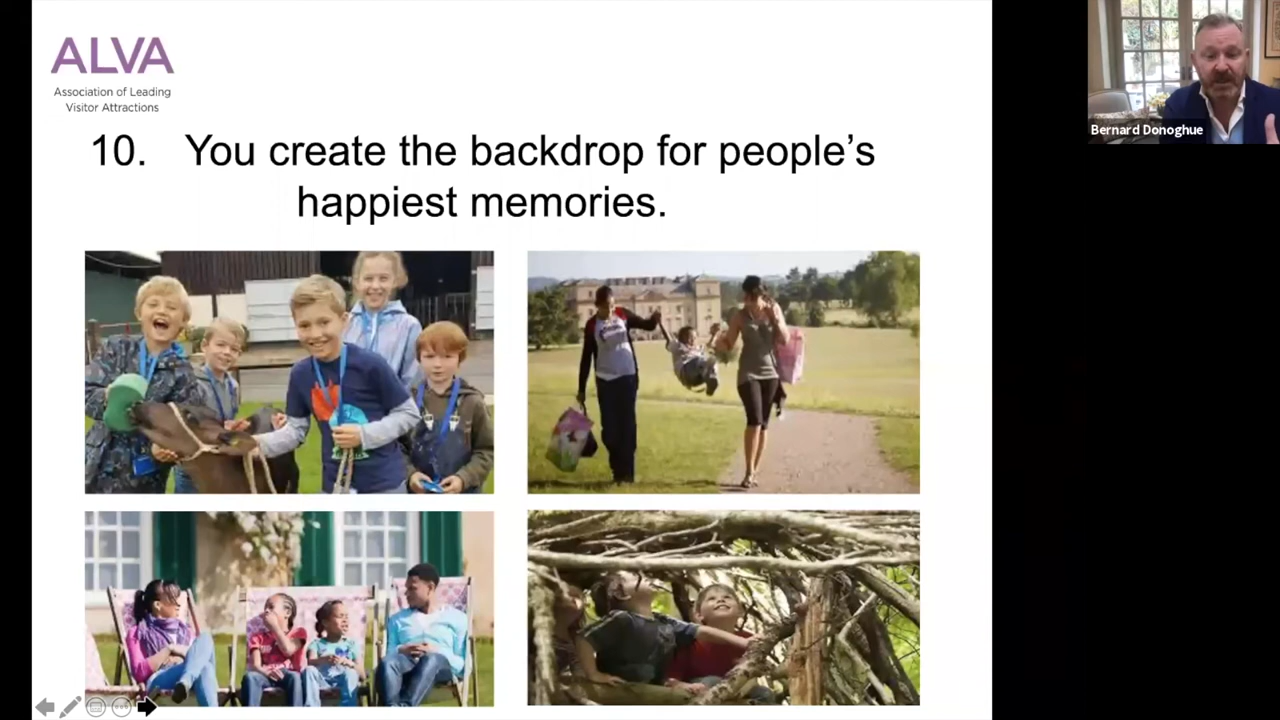 ALVA
Association of Leading
Visitor Attractions
10. You create the backdrop for people’s
happiest memories.
Bernard Donoghue